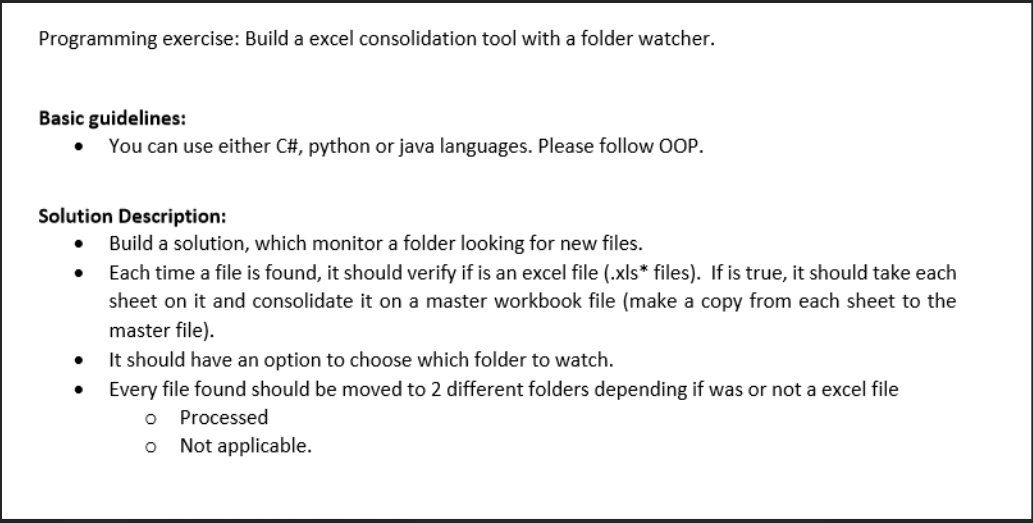 Programming exercise: Build a excel consolidation tool with a folder watcher.
Basic guidelines:
• You can use either C#, python or java languages. Please follow OOP.
Solution Description:
• Build a solution, which monitor a folder looking for new files.
• Each time a file is found, it should verify if is an excel file (.xls* files). If is true, it should take each
sheet on it and consolidate it on a master workbook file (make a copy from each sheet to the
master file).
• It should have an option to choose which folder to watch.
• Every file found should be moved to 2 different folders depending if was or not a excel file
o Processed
o Not applicable.